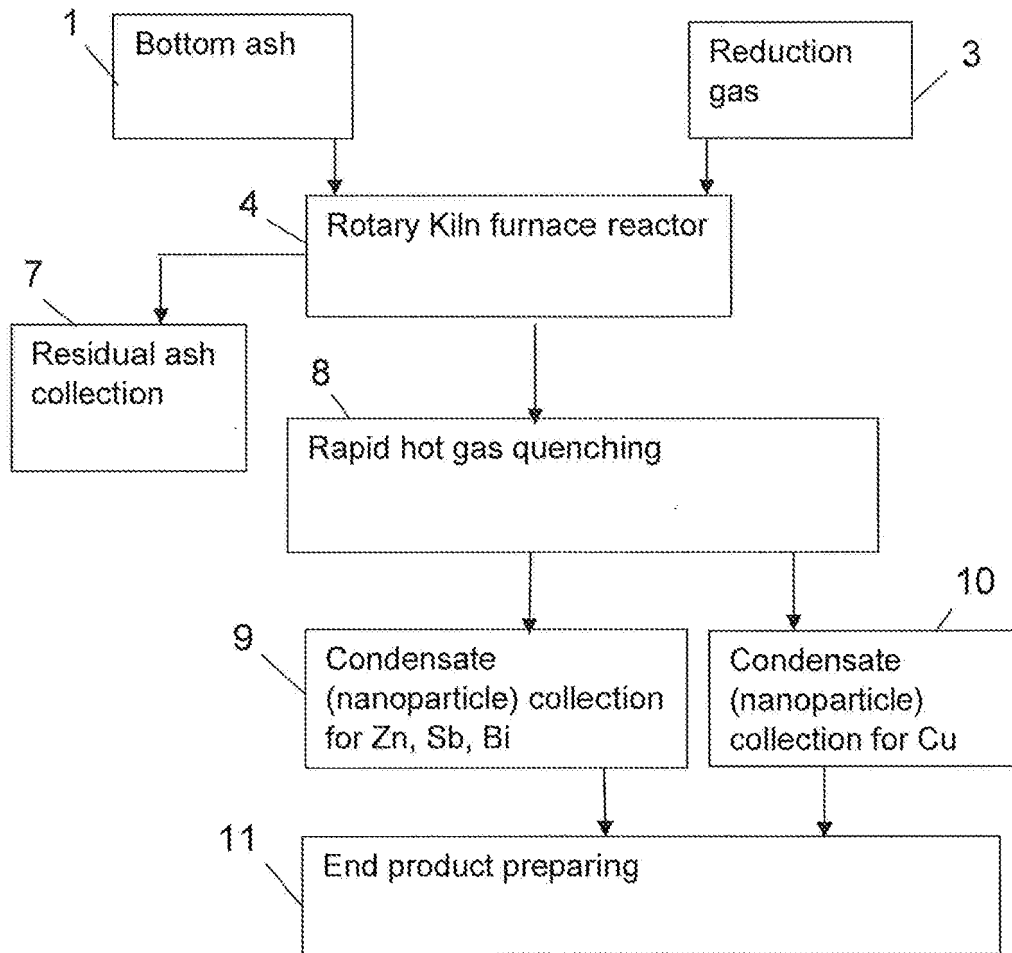 1
Bottom ash
Reduction
gas
3
4
Rotary Kiln furnace reactor
7
Residual ash
collection
8
Rapid hot gas quenching
9
Condensate
(nanoparticle) collection
for Zn, Sb, Bi
10
Condensate
(nanoparticle)
collection for Cu
11
End product preparing